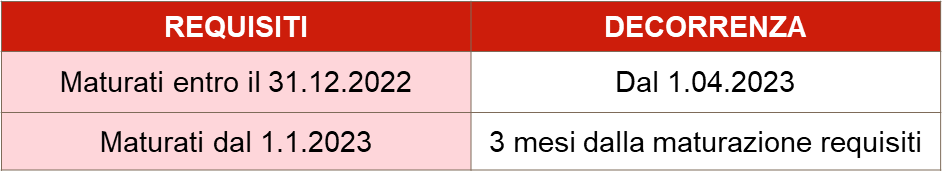 REQUISITI DECORRENZA
Maturati entro il 31.12.2022 Dal 1.04.2023
Maturati dal 1.1.2023 3 mesi dalla maturazione requisiti